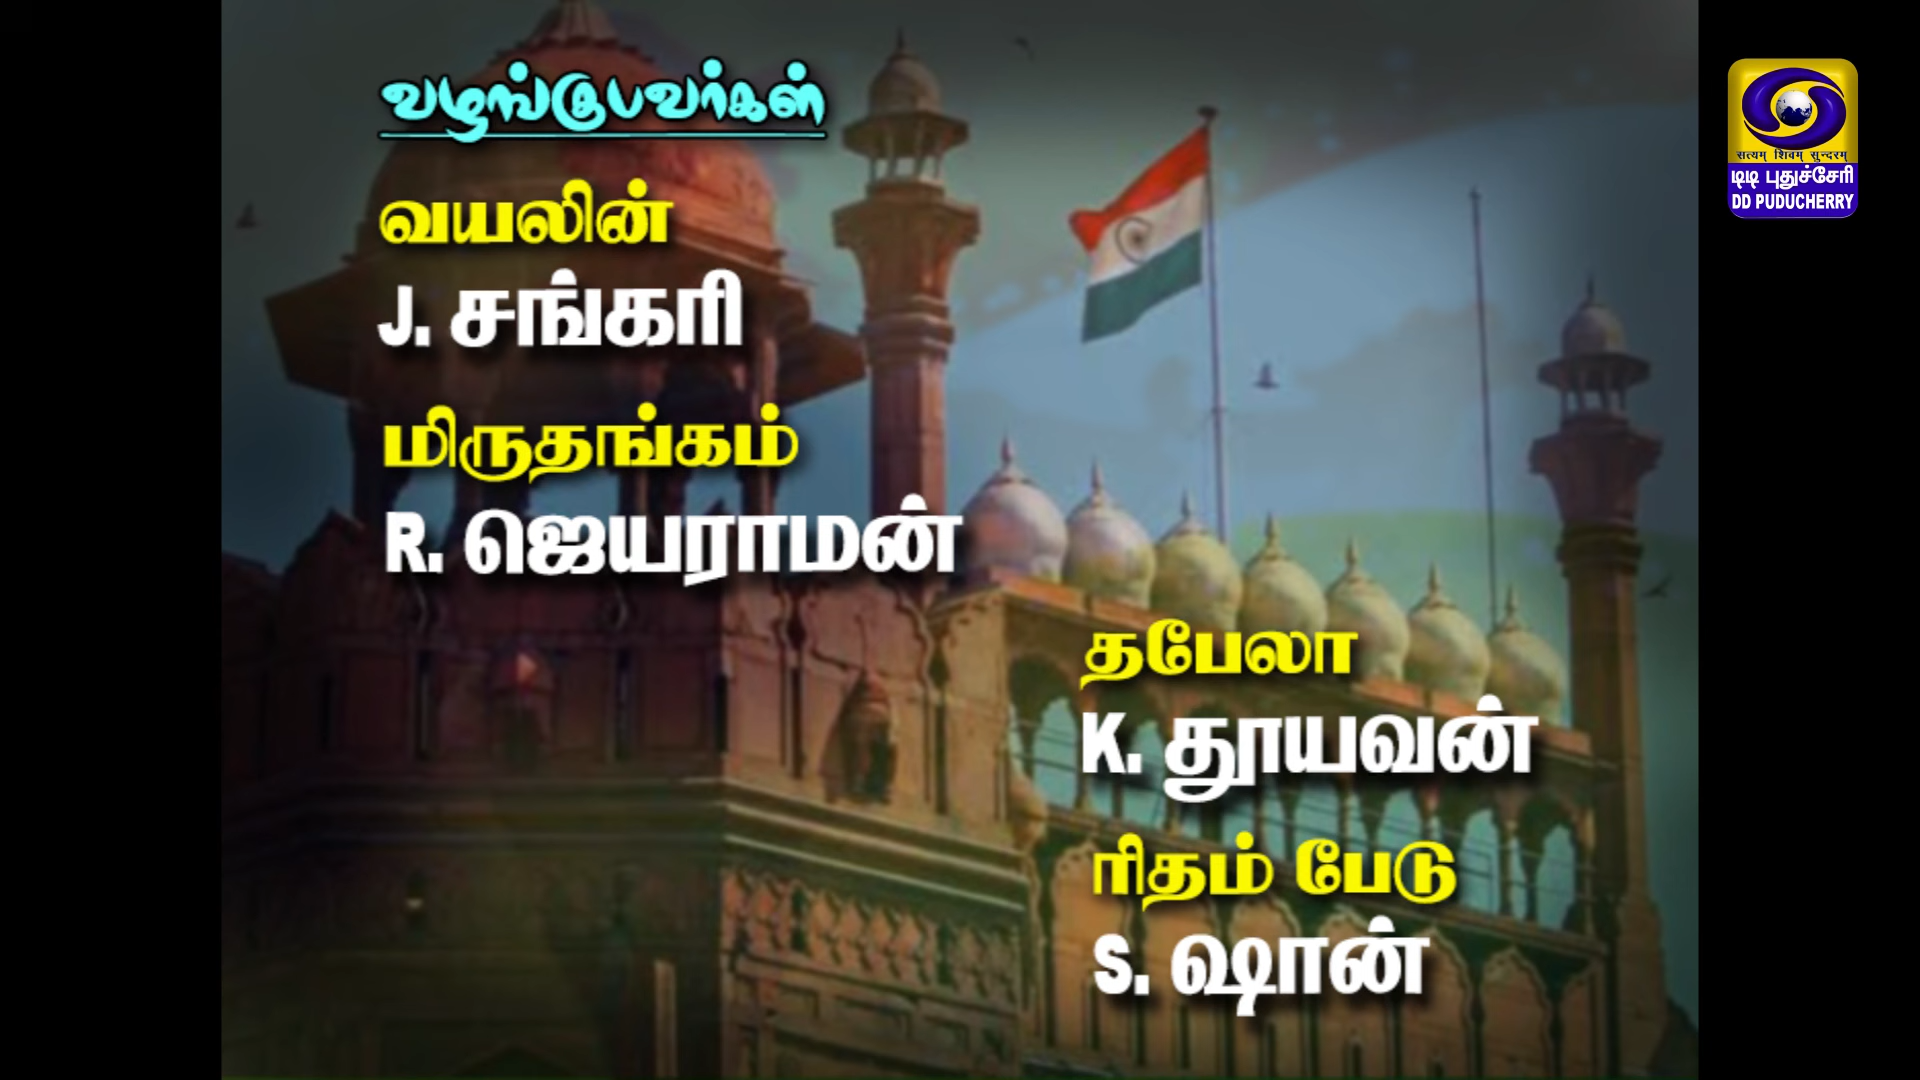 வழங்குபவர்கள்
வயலின்
J. சங்கரி
மிருதங்கம்
R. ஜெயராமன்
தபேலா
K. தூயவன்
ரிதம் பேடு
S. ஷான்
सत्यम् शिवम् सुन्दरम्
டிடி புதுச்சேரி
DD PUDUCHERRY